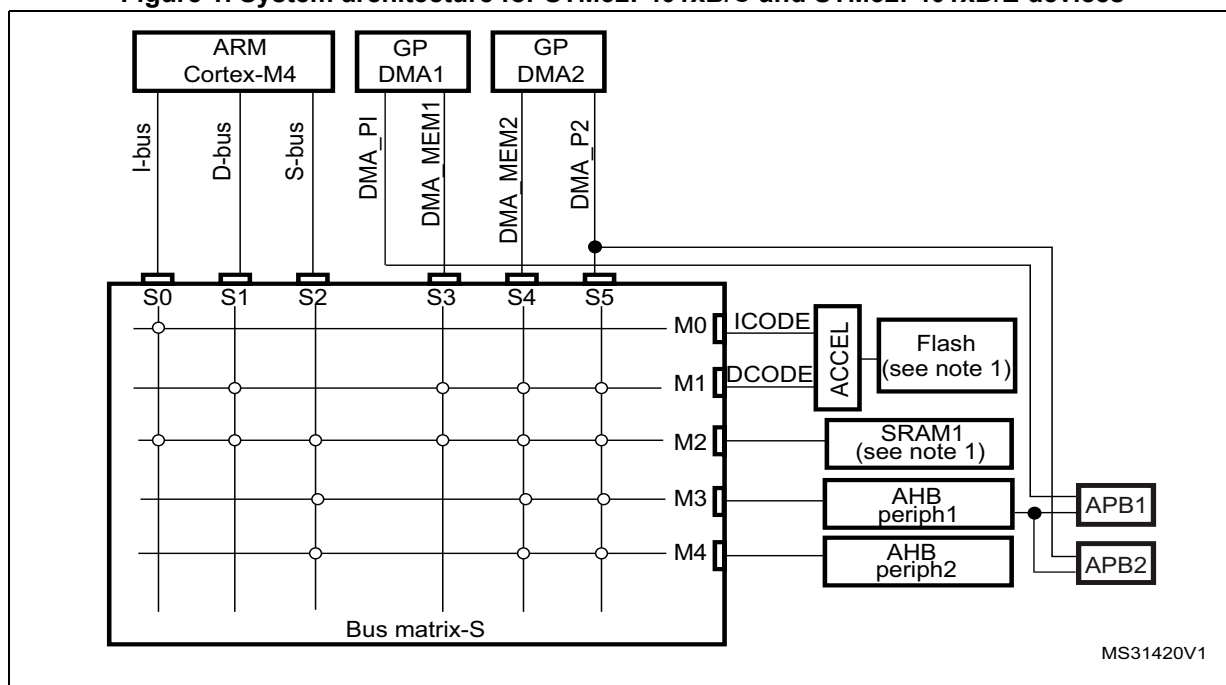 ARM
Cortex-M4
GP
DMA1
GP
DMA2
I-bus
D-bus
S-bus
DMA_PI
DMA_MEM1
DMA_MEM2
DMA_P2
S0 S1 S2 S3 S4 S5
M0
ICODE
M1
DCODE
ACCEL
Flash
(see note 1)
M2
SRAM1
(see note 1)
M3
AHB
periph1
APB1
M4
AHB
periph2
APB2
Bus matrix-S
MS31420V1